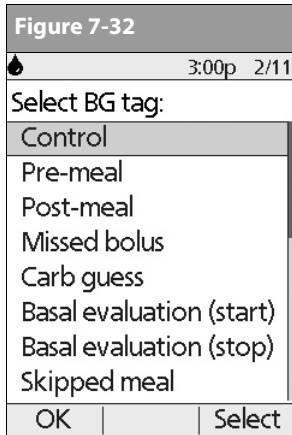 Figure 7-32
3:00p 2/11
Select BG tag:
Control
Pre-meal
Post-meal
Missed bolus
Carb guess
Basal evaluation (start)
Basal evaluation (stop)
Skipped meal
OK Select